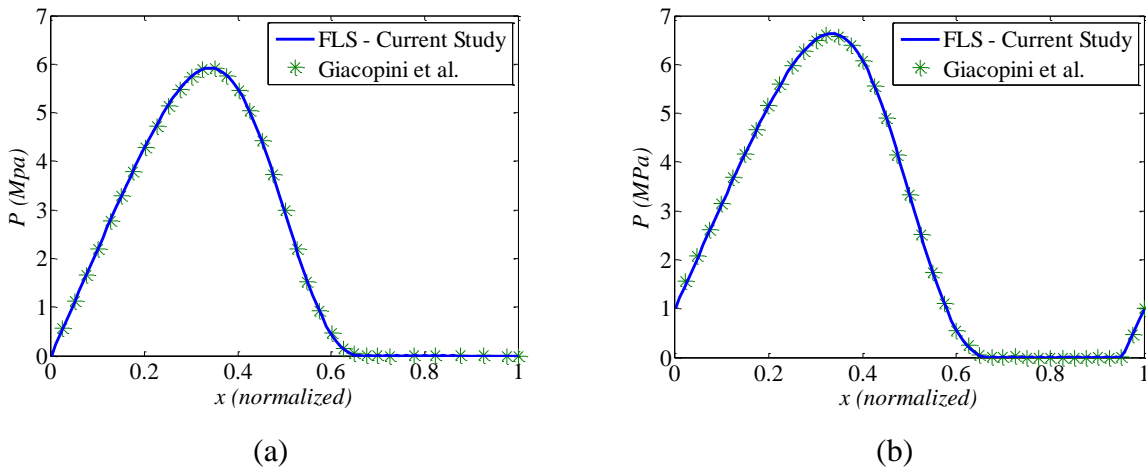 7
6
5
4
3
2
1
0
P (Mpa)
0 0.2 0.4 0.6 0.8 1
x (normalized)
FLS - Current Study
Giacopini et al.
(a)
7
6
5
4
3
2
1
0
P (MPa)
0 0.2 0.4 0.6 0.8 1
x (normalized)
FLS - Current Study
Giacopini et al.
(b)